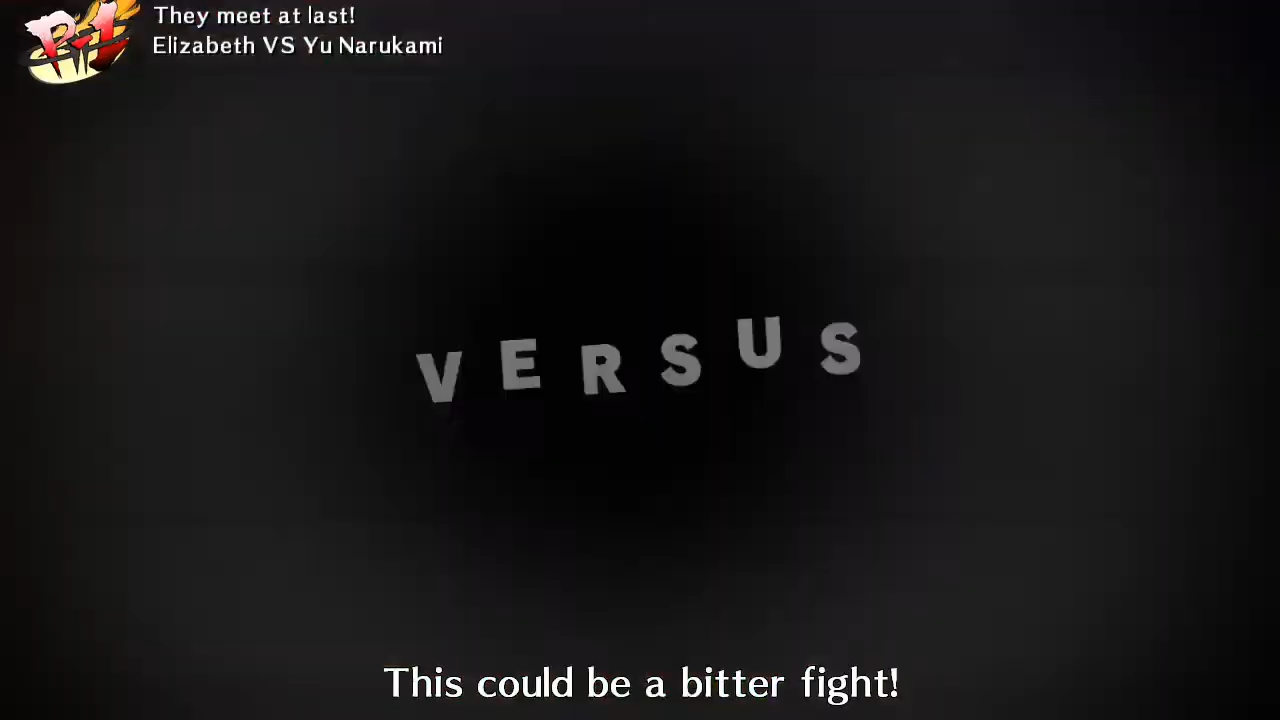 They meet at last!
Elizabeth VS Yu Narukami
VERSUS
This could be a bitter fight!